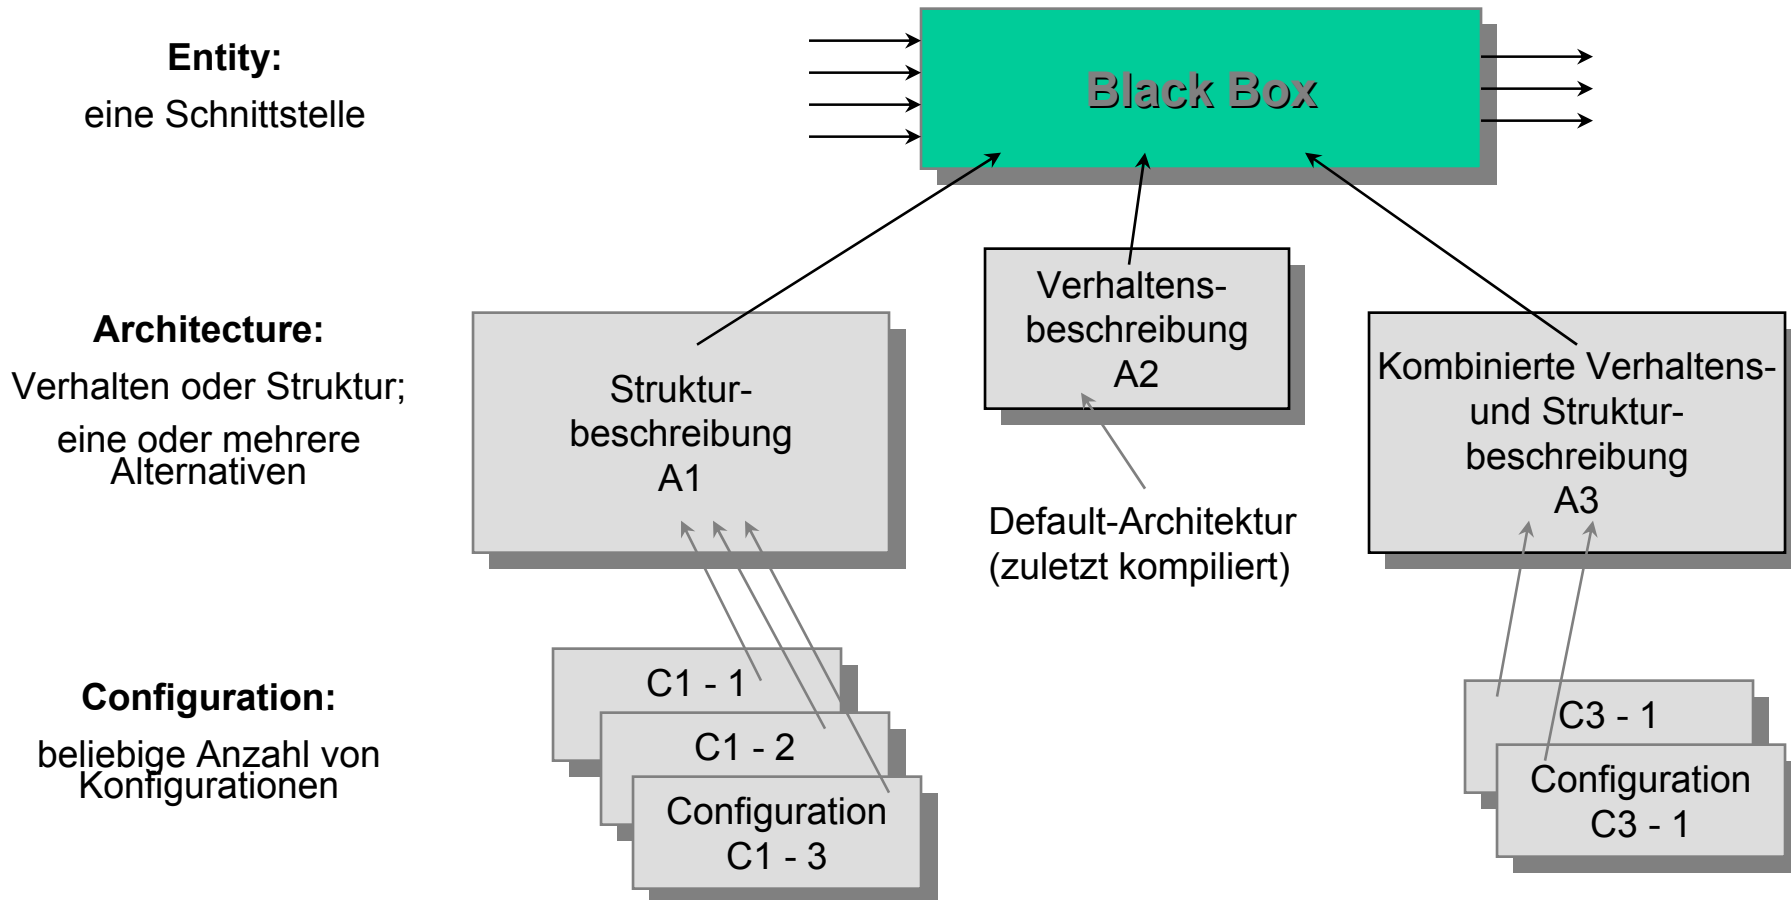 Entity:
eine Schnittstelle
Black Box
Architecture:
Verhalten oder Struktur;
eine oder mehrere
Alternativen
Struktur-
beschreibung
A1
Verhaltens-
beschreibung
A2
Default-Architektur
(zuletzt kompiliert)
Kombinierte Verhaltens-
und Struktur-
beschreibung
A3
Configuration:
beliebige Anzahl von
Konfigurationen
C1 - 1
C1 - 2
Configuration
C1 - 3
C3 - 1
Configuration
C3 - 1